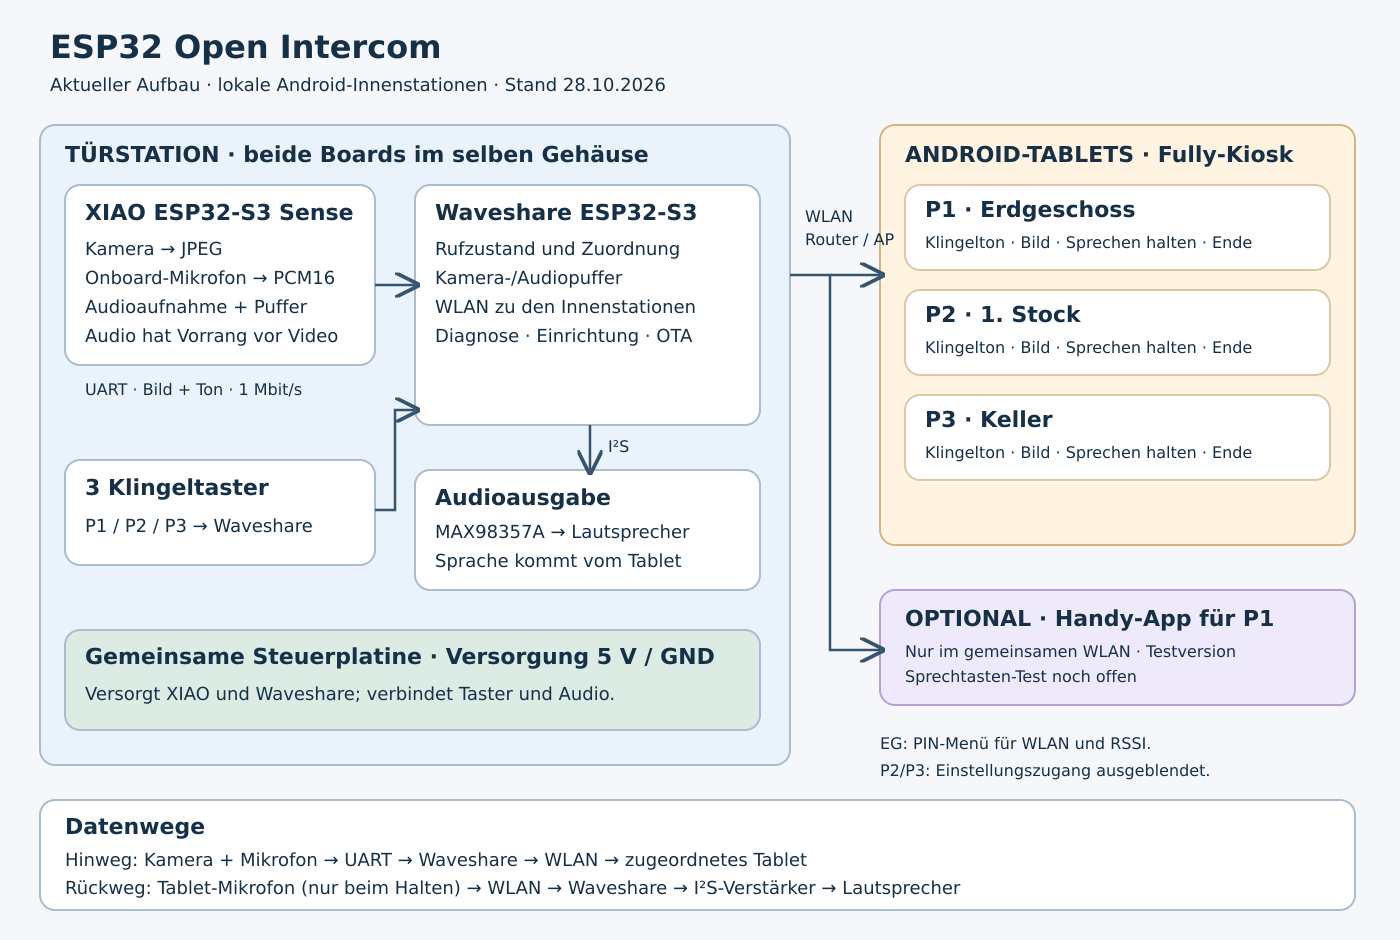 ESP32 Open Intercom
Aktueller Aufbau · lokale Android-Innenstationen · Stand 28.10.2026
TÜRSTATION · beide Boards im selben Gehäuse
XIAO ESP32-S3 Sense
Kamera → JPEG
Onboard-Mikrofon → PCM16
Audioaufnahme + Puffer
Audio hat Vorrang vor Video
UART · Bild + Ton · 1 Mbit/s
Waveshare ESP32-S3
Rufzustand und Zuordnung
Kamera-/Audiopuffer
WLAN zu den Innenstationen
Diagnose · Einrichtung · OTA
3 Klingeltaster
P1 / P2 / P3 → Waveshare
I²S
Audioausgabe
MAX98357A → Lautsprecher
Sprache kommt vom Tablet
Gemeinsame Steuerplatine · Versorgung 5 V / GND
Versorgt XIAO und Waveshare; verbindet Taster und Audio.
WLAN
Router / AP
ANDROID-TABLETS · Fully-Kiosk
P1 · Erdgeschoss
Klingelton · Bild · Sprechen halten · Ende
P2 · 1. Stock
Klingelton · Bild · Sprechen halten · Ende
P3 · Keller
Klingelton · Bild · Sprechen halten · Ende
OPTIONAL · Handy-App für P1
Nur im gemeinsamen WLAN · Testversion
Sprechtasten-Test noch offen
EG: PIN-Menü für WLAN und RSSI.
P2/P3: Einstellungszugang ausgeblendet.
Datenwege
Hinweg: Kamera + Mikrofon → UART → Waveshare → WLAN → zugeordnetes Tablet
Rückweg: Tablet-Mikrofon (nur beim Halten) → WLAN → Waveshare → I²S-Verstärker → Lautsprecher